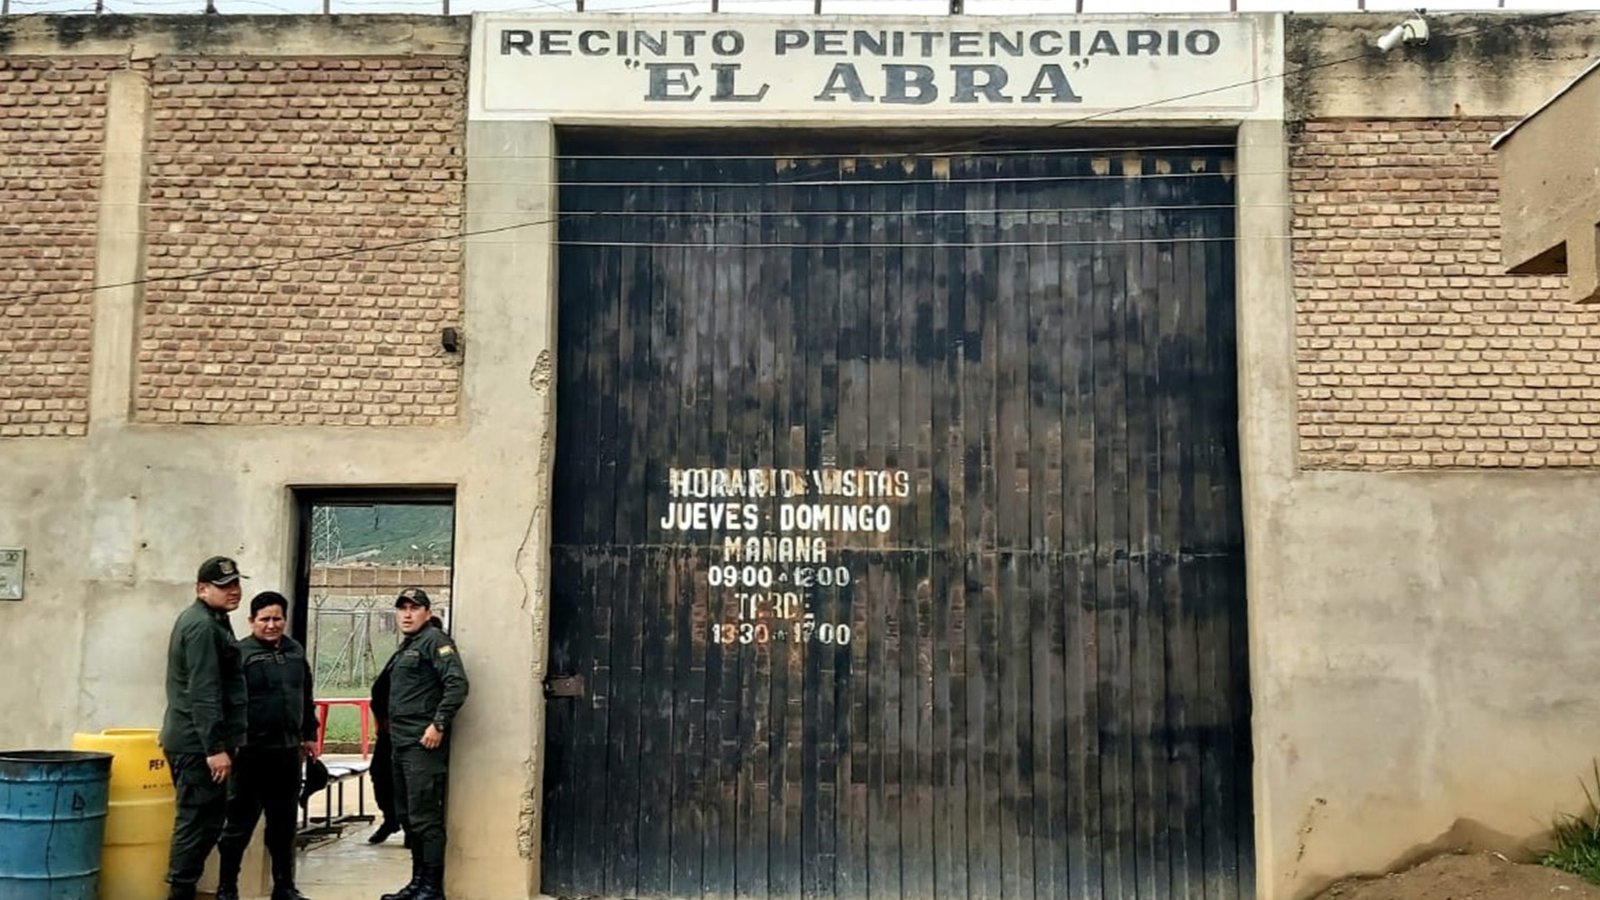 RECINTO PENITENCIARIO
"EL ABRA"
HORARIO DE VISITAS
JUEVES - DOMINGO
MAÑANA
09:00 a 12:00
TARDE
13:30 a 17:00